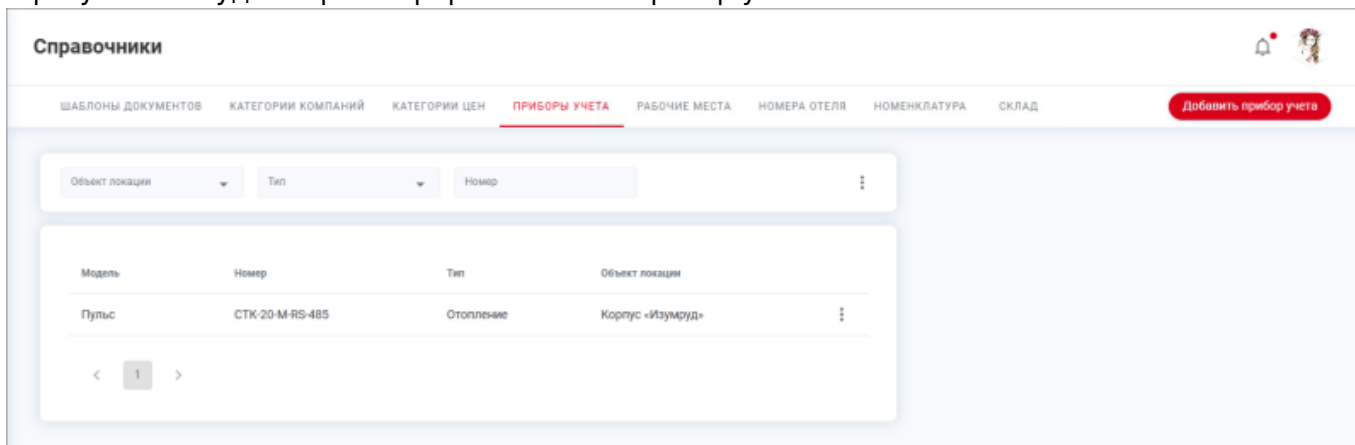 Справочники
ШАБЛОНЫ ДОКУМЕНТОВ КАТЕГОРИИ КОМПАНИЙ КАТЕГОРИИ ЦЕН ПРИБОРЫ УЧЕТА РАБОЧИЕ МЕСТА НОМЕРА ОТЕЛЯ НОМЕНКЛАТУРА СКЛАД Добавить прибор учета
Объект локации Тип Номер
Модель Номер Тип Объект локации
Пульс СТК-20-М-RS-485 Отопление Корпус «Изумруд»
< 1 >